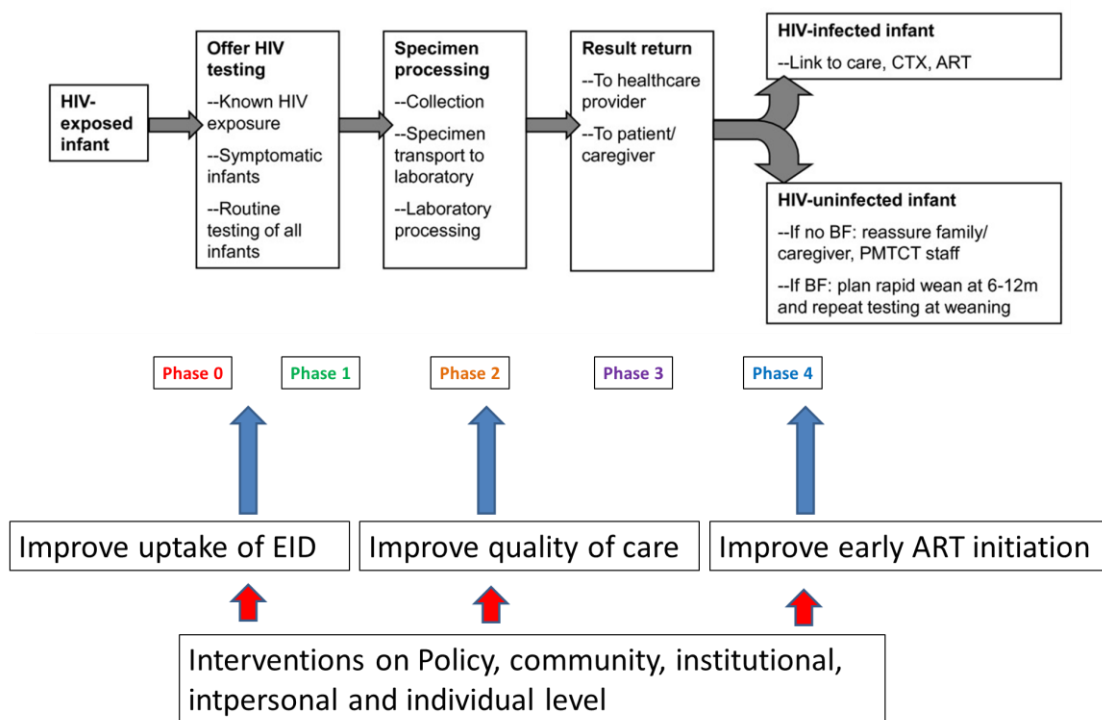 HIV-
exposed
infant
Offer HIV
testing
--Known HIV
exposure
--Symptomatic
infants
--Routine
testing of all
infants
Specimen
processing
--Collection
--Specimen
transport to
laboratory
--Laboratory
processing
Result return
--To healthcare
provider
--To patient/
caregiver
HIV-infected infant
--Link to care, CTX, ART
HIV-uninfected infant
--If no BF: reassure family/
caregiver, PMTCT staff
--If BF: plan rapid wean at 6-12m
and repeat testing at weaning
Phase 0
Phase 1
Phase 2
Phase 3
Phase 4
Improve uptake of EID
Improve quality of care
Improve early ART initiation
Interventions on Policy, community, institutional,
intpersonal and individual level